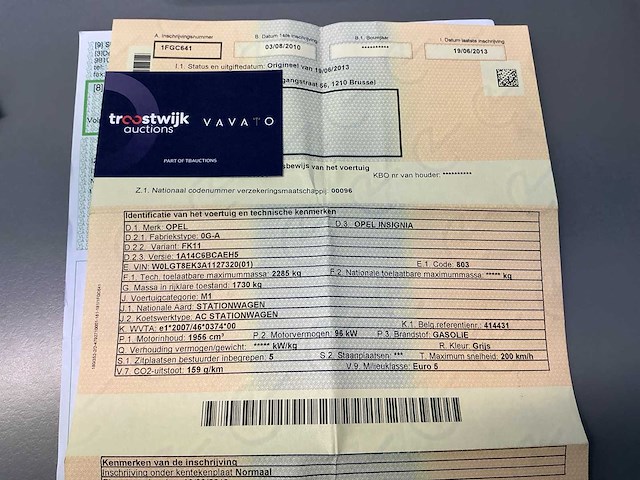 A. Inschrijvingsnummer
1FGC641
B. Datum 1ste inschrijving
03/08/2010
B.1. Bouwjaar
**********
I. Datum laatste inschrijving
19/06/2013
I.1. Status en uitgiftedatum: Origineel van 19/06/2013
gangstraat 56, 1210 Brussel
troostwijk
auctions
VAVATO
PART OF TBAUCTIONS
sbewijs van het voertuig
KBO nr van houder: **********
Z.1. Nationaal codenummer verzekeringsmaatschappij: 00096
Identificatie van het voertuig en technische kenmerken
D.1. Merk: OPEL
D.3. OPEL INSIGNIA
D.2.1. Fabriekstype: 0G-A
D.2.2. Variant: FK11
D.2.3. Versie: 1A14C6BCAEH5
E. VIN: W0LGT8EK3A1127320(01)
E.1. Code: 803
F.1. Tech. toelaatbare maximummassa: 2285 kg
F.2. Nationale toelaatbare maximummassa: ***** kg
G. Massa in rijklare toestand: 1730 kg
J. Voertuigcategorie: M1
J.1. Nationale Aard: STATIONWAGEN
J.2. Koetswerktype: AC STATIONWAGEN
K. WVTA: e1*2007/46*0374*00
K.1. Belg.referentienr.: 414431
P.1. Motorinhoud: 1956 cm³
P.2. Motorvermogen: 96 kW
P.3. Brandstof: GASOLIE
Q. Verhouding vermogen/gewicht: ***** kW/kg
R. Kleur: Grijs
S.1. Zitplaatsen bestuurder inbegrepen: 5
S.2. Staanplaatsen: ***
T. Maximum snelheid: 200 km/h
V.7. CO2-uitstoot: 159 g/km
V.9. Milieuklasse: Euro 5
Kenmerken van de inschrijving
Inschrijving onder kentekenplaat Normaal